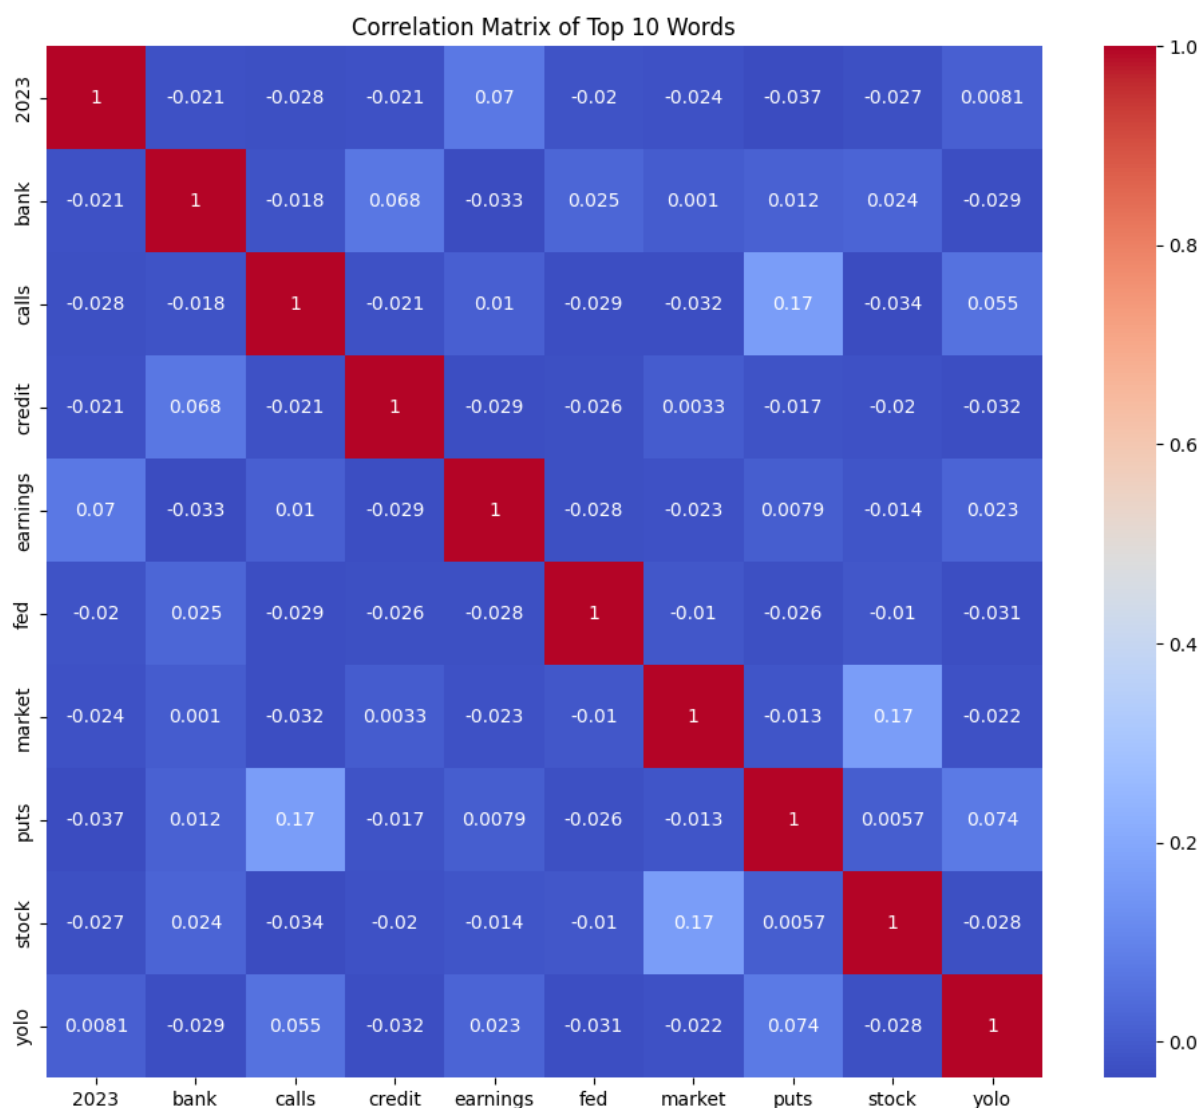 Correlation Matrix of Top 10 Words
2023 1 -0.021 -0.028 -0.021 0.07 -0.02 -0.024 -0.037 -0.027 0.0081
bank -0.021 1 -0.018 0.068 -0.033 0.025 0.001 0.012 0.024 -0.029
calls -0.028 -0.018 1 -0.021 0.01 -0.029 -0.032 0.17 -0.034 0.055
credit -0.021 0.068 -0.021 1 -0.029 -0.026 0.0033 -0.017 -0.02 -0.032
earnings 0.07 -0.033 0.01 -0.029 1 -0.028 -0.023 0.0079 -0.014 0.023
fed -0.02 0.025 -0.029 -0.026 -0.028 1 -0.01 -0.026 -0.01 -0.031
market -0.024 0.001 -0.032 0.0033 -0.023 -0.01 1 -0.013 0.17 -0.022
puts -0.037 0.012 0.17 -0.017 0.0079 -0.026 -0.013 1 0.0057 0.074
stock -0.027 0.024 -0.034 -0.02 -0.014 -0.01 0.17 0.0057 1 -0.028
yolo 0.0081 -0.029 0.055 -0.032 0.023 -0.031 -0.022 0.074 -0.028 1
2023 bank calls credit earnings fed market puts stock yolo
1.0
0.8
0.6
0.4
0.2
0.0